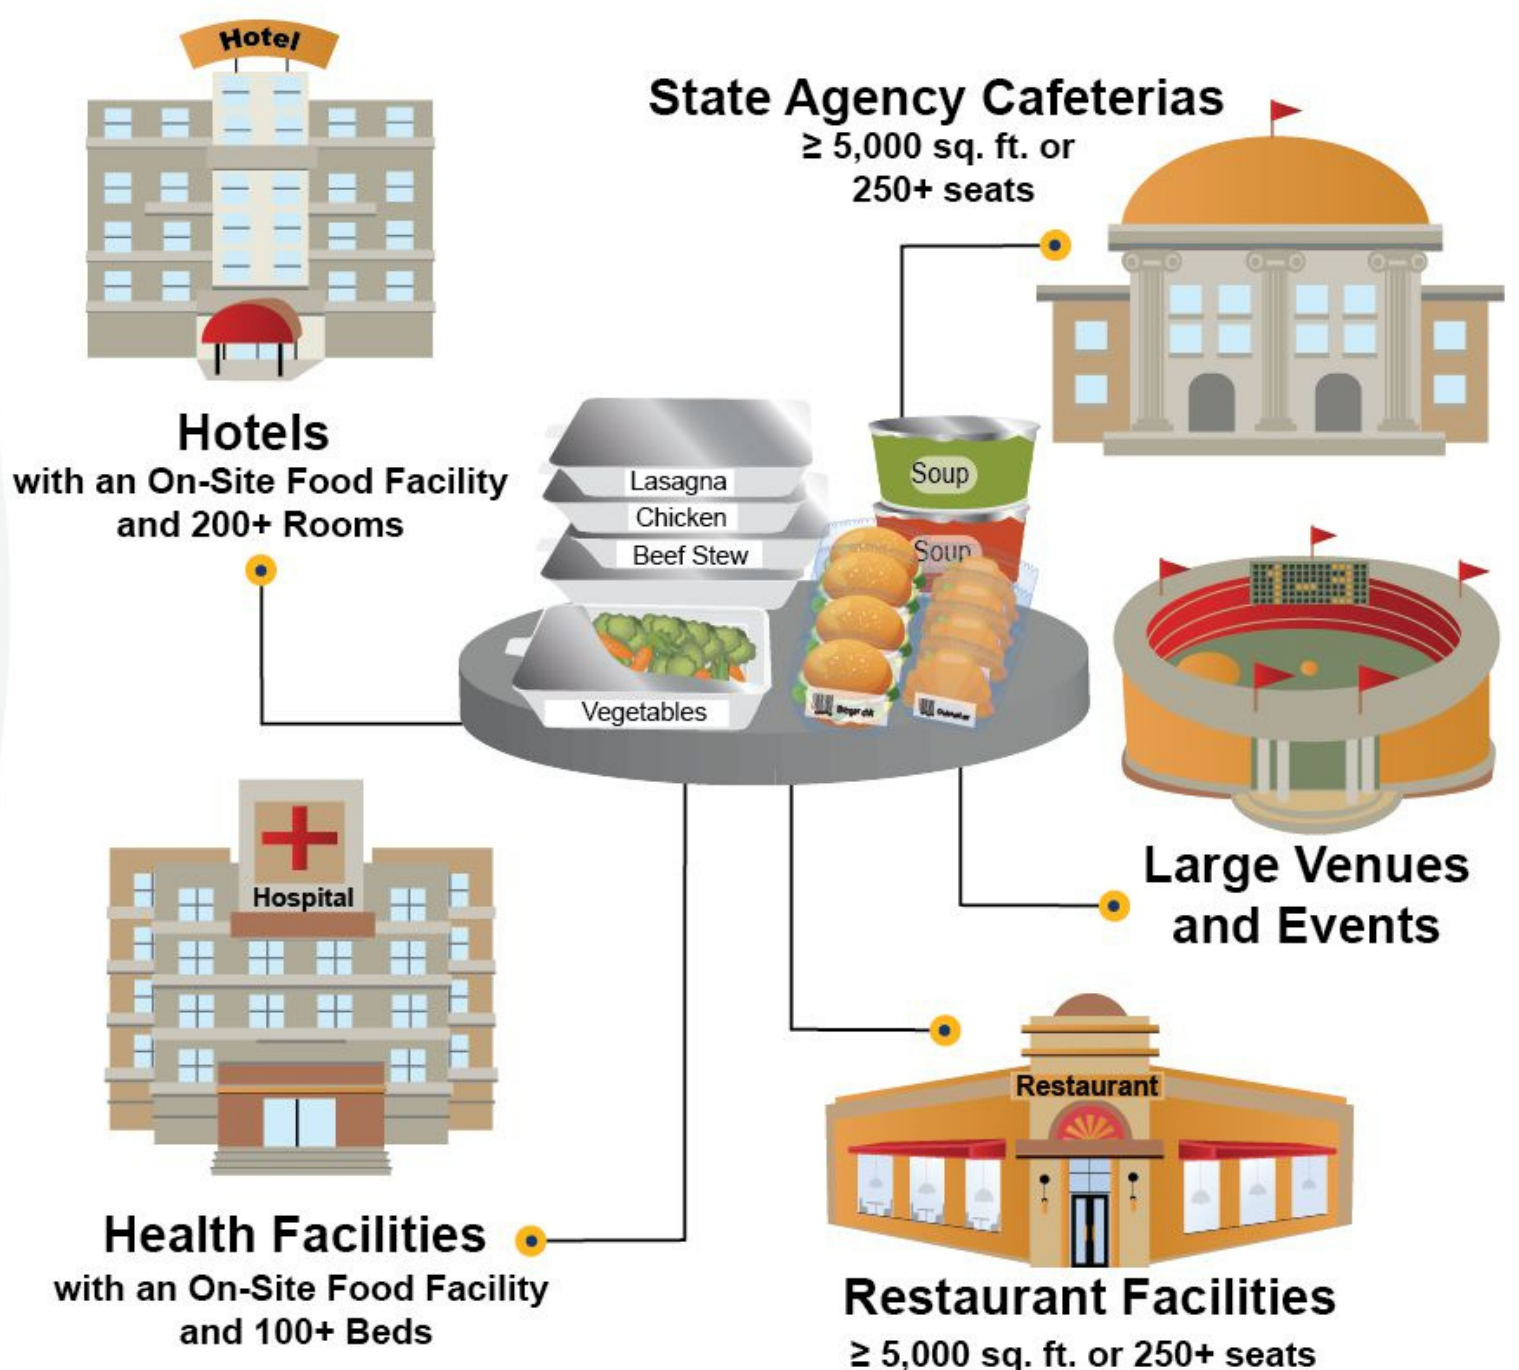 Hotel
State Agency Cafeterias
≥ 5,000 sq. ft. or
250+ seats
Hotels
with an On-Site Food Facility
and 200+ Rooms
Lasagna
Chicken
Beef Stew
Vegetables
Soup
Soup
Hospital
Health Facilities
with an On-Site Food Facility
and 100+ Beds
1-3
Large Venues
and Events
Restaurant
Restaurant Facilities
≥ 5,000 sq. ft. or 250+ seats